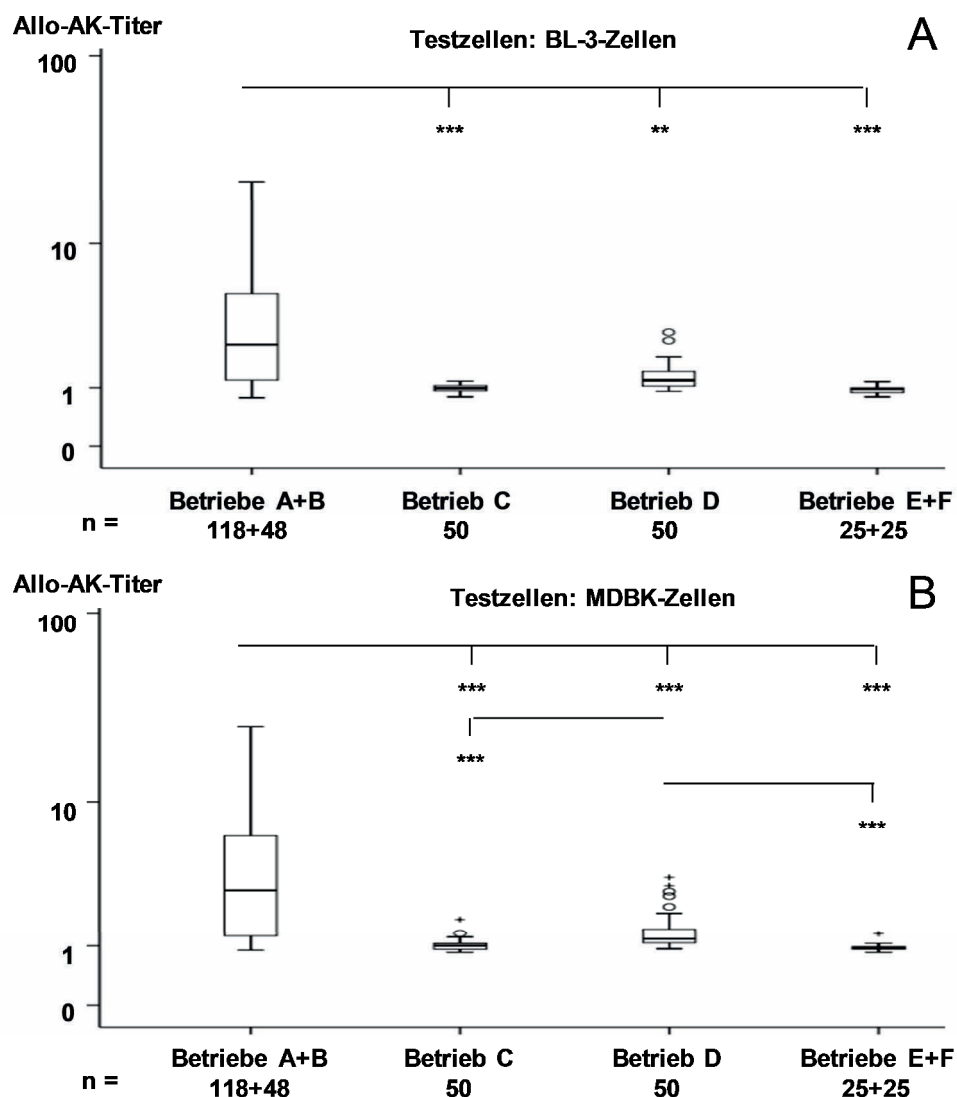 Allo-AK-Titer
Testzellen: BL-3-Zellen
A
100
*** ** ***
10
1
0
Betriebe A+B Betrieb C Betrieb D Betriebe E+F
n = 118+48 50 50 25+25
Allo-AK-Titer
Testzellen: MDBK-Zellen
B
100
*** *** ***
***
10
***
1
0
Betriebe A+B Betrieb C Betrieb D Betriebe E+F
n = 118+48 50 50 25+25